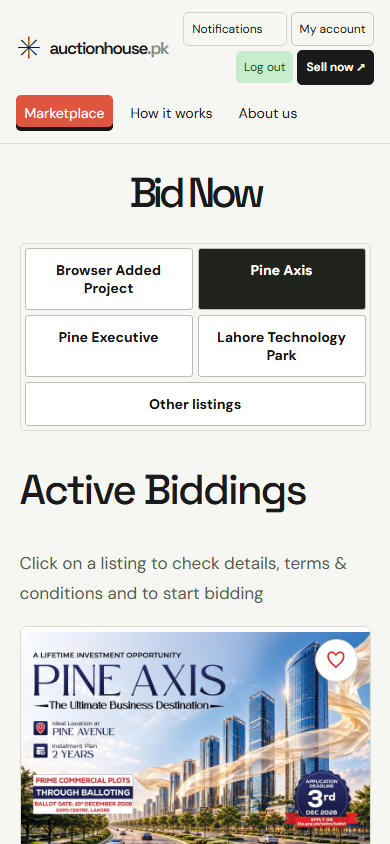 auctionhouse.pk
Notifications
My account
Log out
Sell now ↗
Marketplace
How it works
About us
Bid Now
Browser Added
Project
Pine Axis
Pine Executive
Lahore Technology
Park
Other listings
Active Biddings
Click on a listing to check details, terms &
conditions and to start bidding
A LIFETIME INVESTMENT OPPORTUNITY
PINE AXIS
The Ultimate Business Destination
Ideal Location at
PINE AVENUE
Instalment Plan
2 YEARS
PRIME COMMERCIAL PLOTS
THROUGH BALLOTING
BALLOT DATE: 10th DECEMBER 2026
EXPO CENTRE, LAHORE
APPLICATION
DEADLINE
3rd
DEC 2026